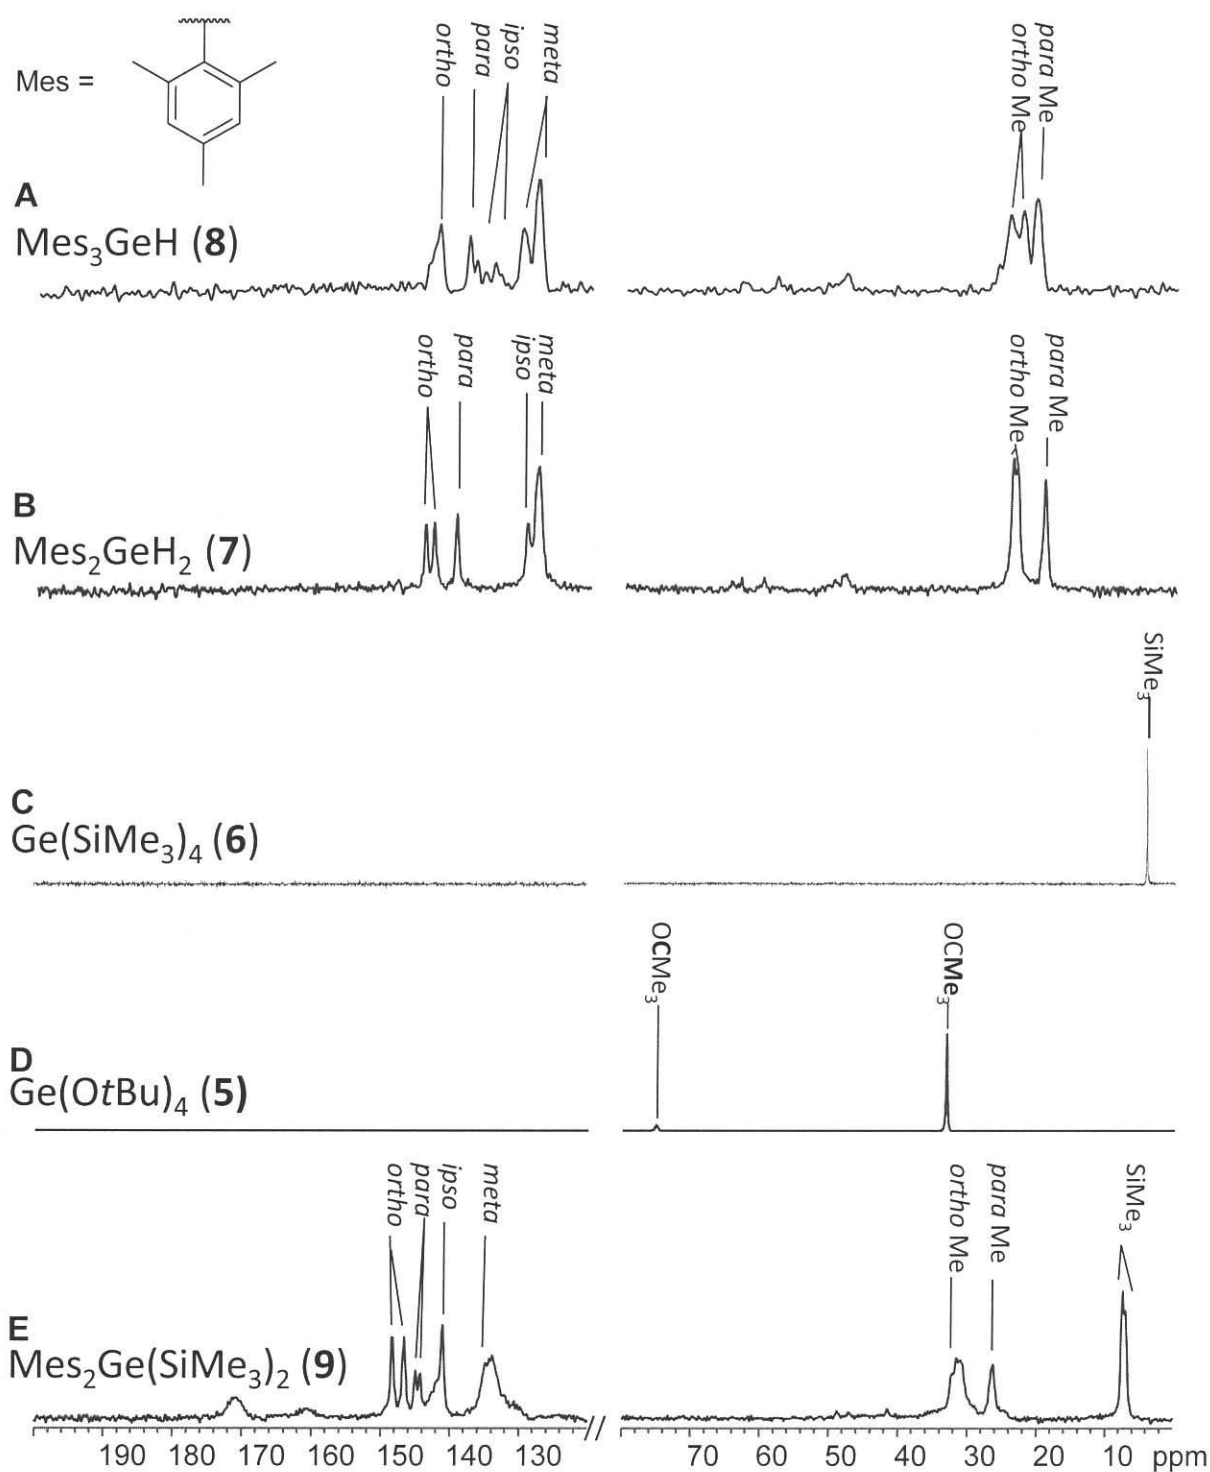 Mes =
ortho
para
ipso
meta
ortho Me
para Me
A
Mes₃GeH (8)
ortho
para
ipso
meta
ortho Me
para Me
B
Mes₂GeH₂ (7)
SiMe₃
C
Ge(SiMe₃)₄ (6)
OCMe₃
OCMe₃
D
Ge(OtBu)₄ (5)
ortho
para
ipso
meta
ortho Me
para Me
SiMe₃
E
Mes₂Ge(SiMe₃)₂ (9)
190 180 170 160 150 140 130 // 70 60 50 40 30 20 10 ppm